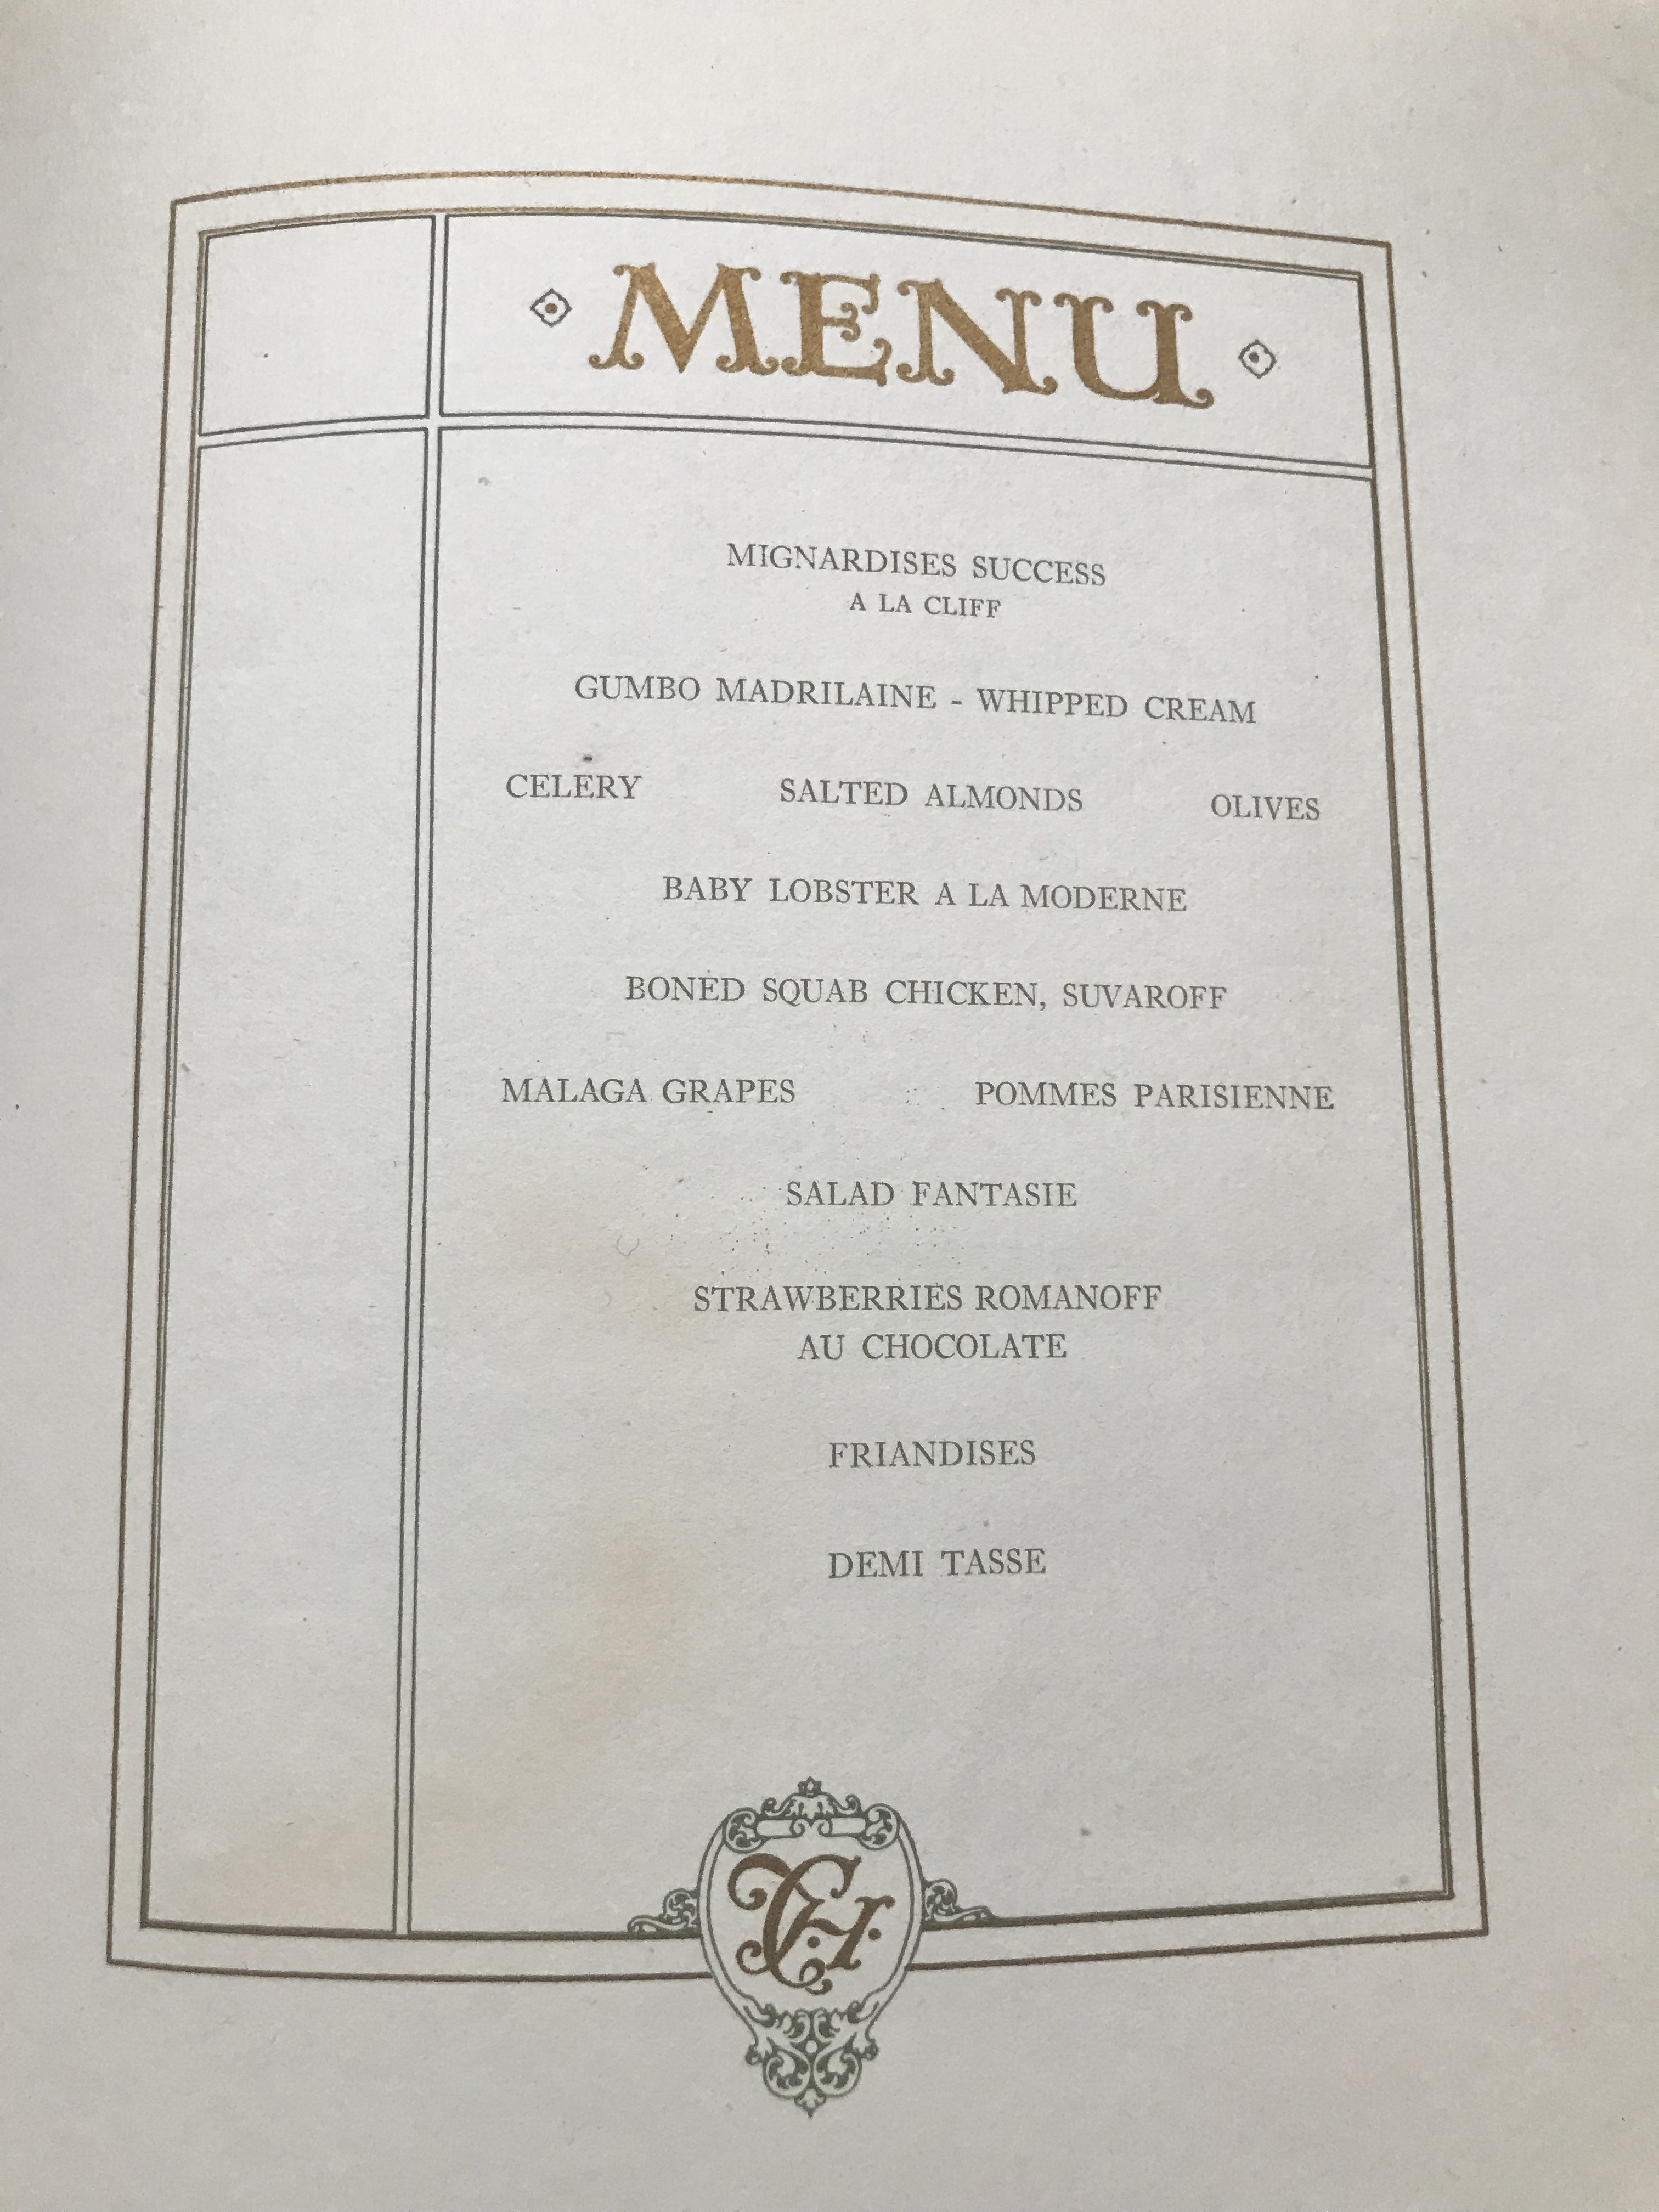 MENU
MIGNARDISES SUCCESS
A LA CLIFF
GUMBO MADRILAINE - WHIPPED CREAM
CELERY SALTED ALMONDS OLIVES
BABY LOBSTER A LA MODERNE
BONED SQUAB CHICKEN, SUVAROFF
MALAGA GRAPES POMMES PARISIENNE
SALAD FANTASIE
STRAWBERRIES ROMANOFF
AU CHOCOLATE
FRIANDISES
DEMI TASSE